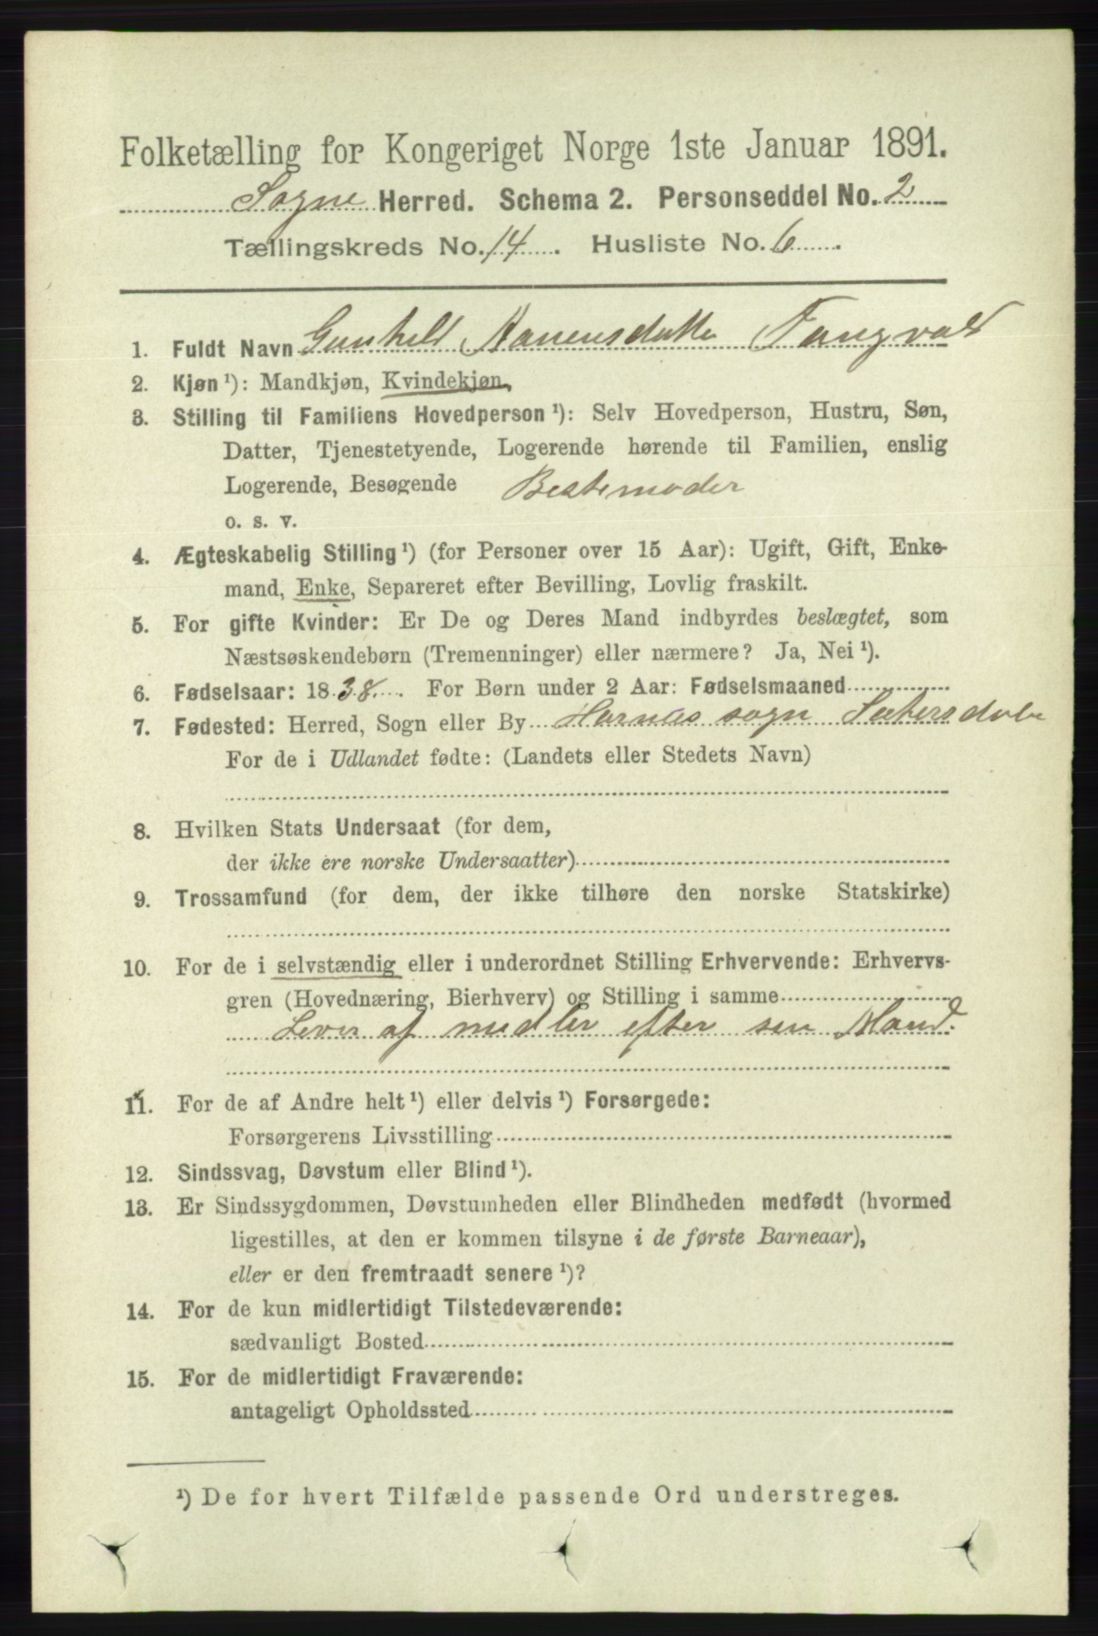 Folketælling for Kongeriget Norge 1ste Januar 1891.
Søgne Herred. Schema 2. Personseddel No. 2
Tællingskreds No. 14. Husliste No. 6.
1. Fuldt Navn Gunhild Hansensdatter Tangvald
2. Kjøn¹): Mandkjøn, Kvindekjøn.
3. Stilling til Familiens Hovedperson¹): Selv Hovedperson, Hustru, Søn,
Datter, Tjenestetyende, Logerende hørende til Familien, enslig
Logerende, Besøgende Bestemoder
o. s. v.
4. Ægteskabelig Stilling¹) (for Personer over 15 Aar): Ugift, Gift, Enke-
mand, Enke, Separeret efter Bevilling, Lovlig fraskilt.
5. For gifte Kvinder: Er De og Deres Mand indbyrdes beslægtet, som
Næstsøskendebørn (Tremenninger) eller nærmere? Ja, Nei¹).
6. Fødselsaar: 1838. For Børn under 2 Aar: Fødselsmaaned
7. Fødested: Herred, Sogn eller By Hornæs sogn Sætersdalen
For de i Udlandet fødte: (Landets eller Stedets Navn)
8. Hvilken Stats Undersaat (for dem,
der ikke ere norske Undersaatter)
9. Trossamfund (for dem, der ikke tilhøre den norske Statskirke)
10. For de i selvstændig eller i underordnet Stilling Erhvervende: Erhvervs-
gren (Hovednæring, Bierhverv) og Stilling i samme
Lever af midler efter sin Mand.
11. For de af Andre helt¹) eller delvis¹) Forsørgede:
Forsørgerens Livsstilling
12. Sindssvag, Døvstum eller Blind¹).
13. Er Sindssygdommen, Døvstumheden eller Blindheden medfødt (hvormed
ligestilles, at den er kommen tilsyne i de første Barneaar),
eller er den fremtraadt senere¹)?
14. For de kun midlertidigt Tilstedeværende:
sædvanligt Bosted
15. For de midlertidigt Fraværende:
antageligt Opholdssted
¹) De for hvert Tilfælde passende Ord understreges.